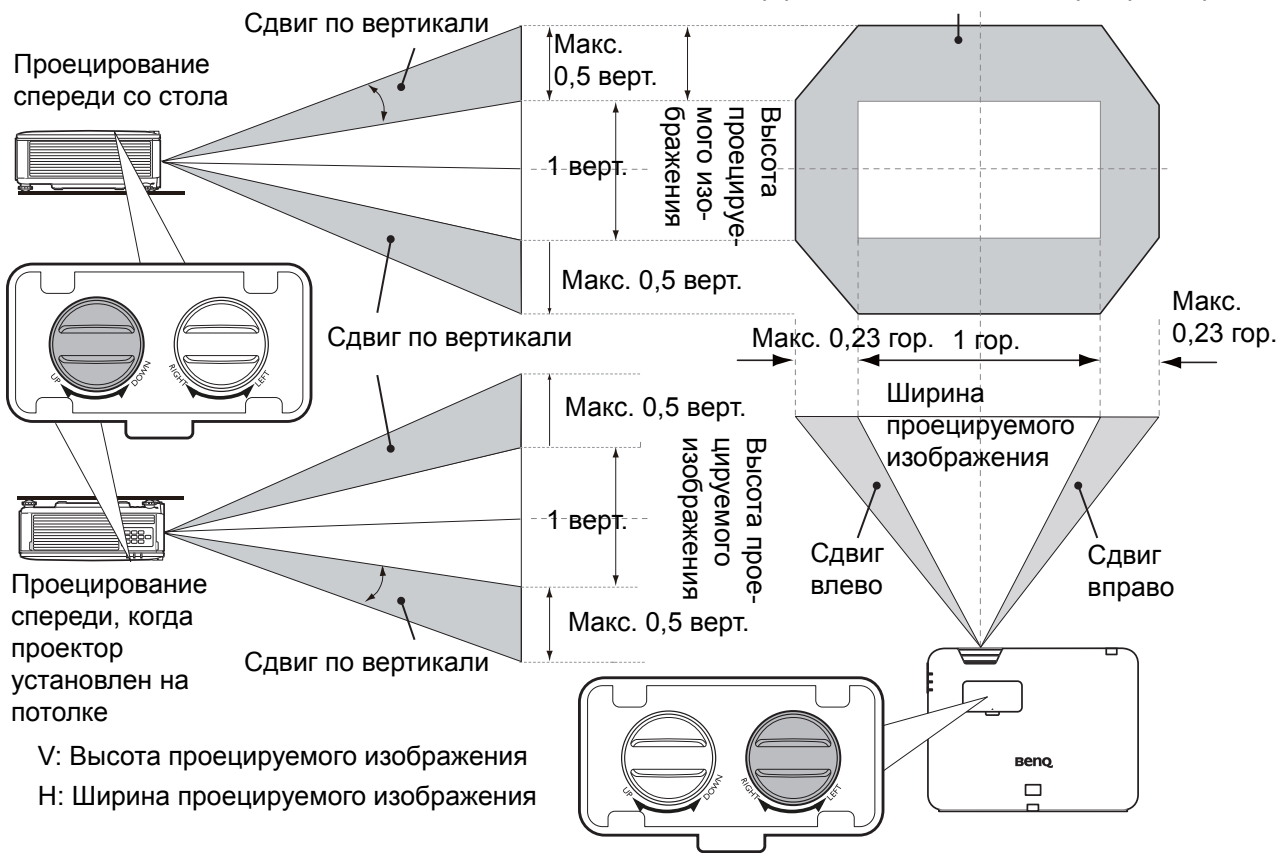 Сдвиг по вертикали
Проецирование
спереди со стола
Макс.
0,5 верт.
1 верт.
Высота
проецируе-
мого изо-
бражения
Макс. 0,5 верт.
UP
DOWN
RIGHT
LEFT
Сдвиг по вертикали
Макс. 0,23 гор.
1 гор.
Макс.
0,23 гор.
Ширина
проецируемого
изображения
Макс. 0,5 верт.
1 верт.
Высота прое-
цируемого
изображения
Макс. 0,5 верт.
Сдвиг
влево
Сдвиг
вправо
Проецирование
спереди, когда
проектор
установлен на
потолке
Сдвиг по вертикали
V: Высота проецируемого изображения
H: Ширина проецируемого изображения
UP
DOWN
RIGHT
LEFT
BenQ